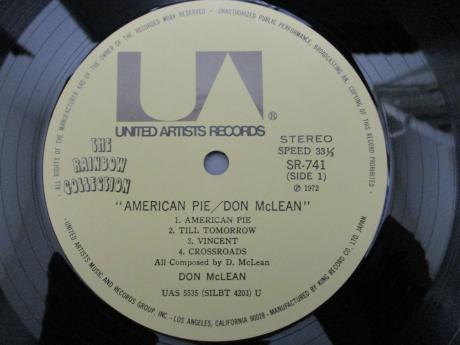 ALL RIGHTS OF THE MANUFACTURER AND OF THE OWNER OF THE RECORDED WORK RESERVED · UNAUTHORIZED PUBLIC PERFORMANCE, BROADCASTING AND COPYING OF THIS RECORD PROHIBITED
UA ®
UNITED ARTISTS RECORDS
THE
RAINBOW
COLLECTION
STEREO
SPEED 33⅓
SR-741
(SIDE 1)
Ⓟ 1972
"AMERICAN PIE/DON McLEAN"
1. AMERICAN PIE
2. TILL TOMORROW
3. VINCENT
4. CROSSROADS
All Composed by D. McLean
DON McLEAN
UAS 5535 (SILBT 4203) U
· UNITED ARTISTS MUSIC AND RECORDS GROUP, INC. · LOS ANGELES, CALIFORNIA 90028 · MANUFACTURED BY KING RECORD CO., LTD. JAPAN.